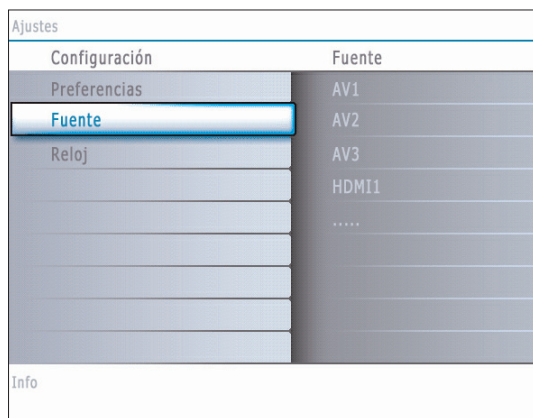 Ajustes
Configuración Fuente
Preferencias AV1
Fuente AV2
Reloj AV3
HDMI1
.....
Info